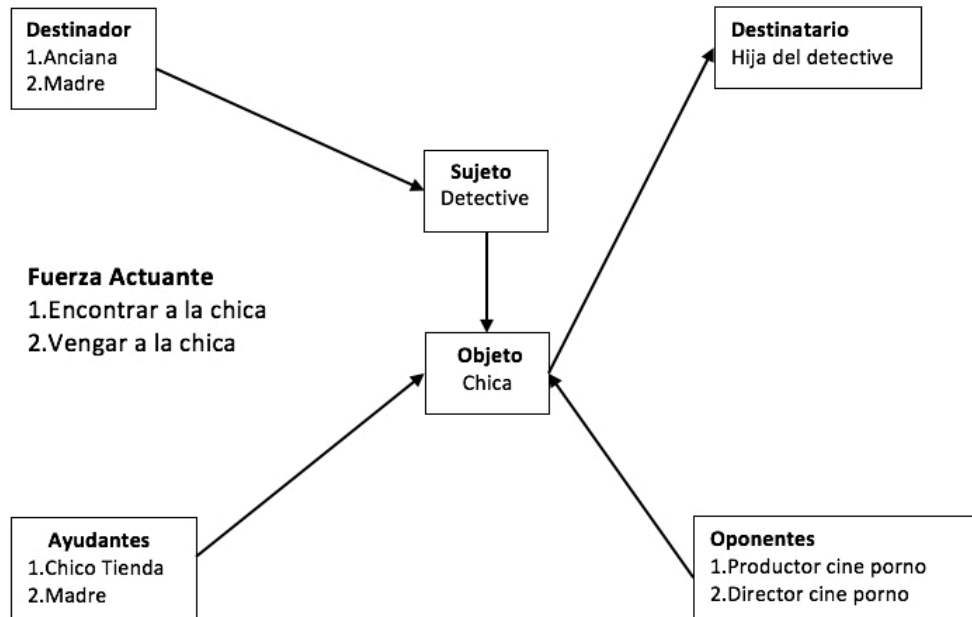 Destinador
1.Anciana
2.Madre
Destinatario
Hija del detective
Sujeto
Detective
Fuerza Actuante
1.Encontrar a la chica
2.Vengar a la chica
Objeto
Chica
Ayudantes
1.Chico Tienda
2.Madre
Oponentes
1.Productor cine porno
2.Director cine porno